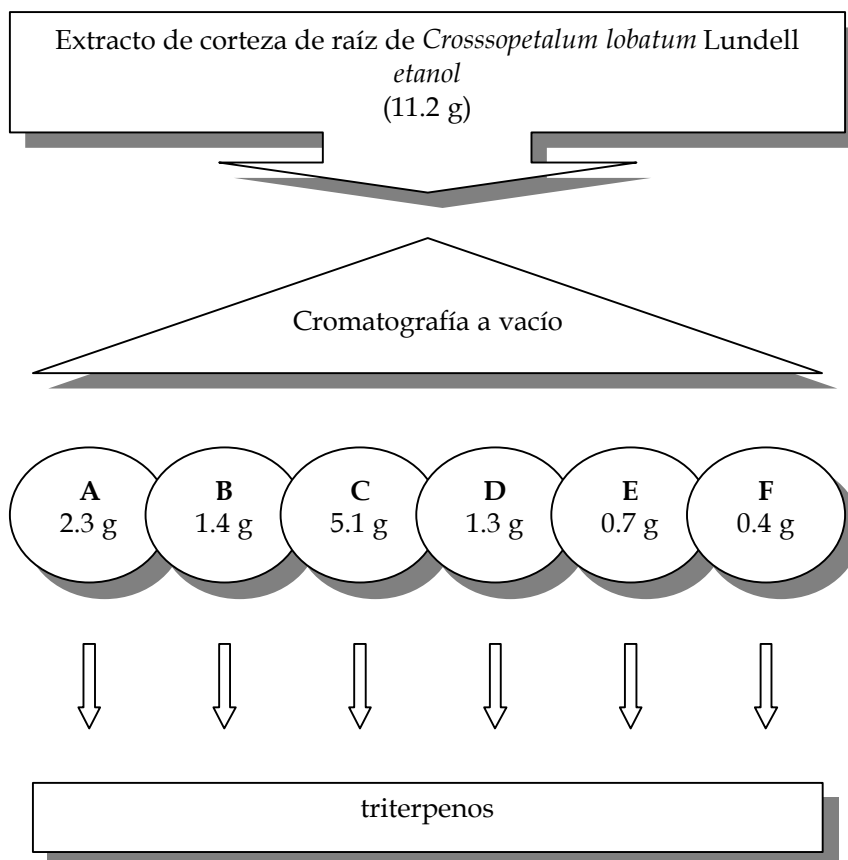 Extracto de corteza de raíz de Crosssopetalum lobatum Lundell
etanol
(11.2 g)
Cromatografía a vacío
A
2.3 g
B
1.4 g
C
5.1 g
D
1.3 g
E
0.7 g
F
0.4 g
triterpenos